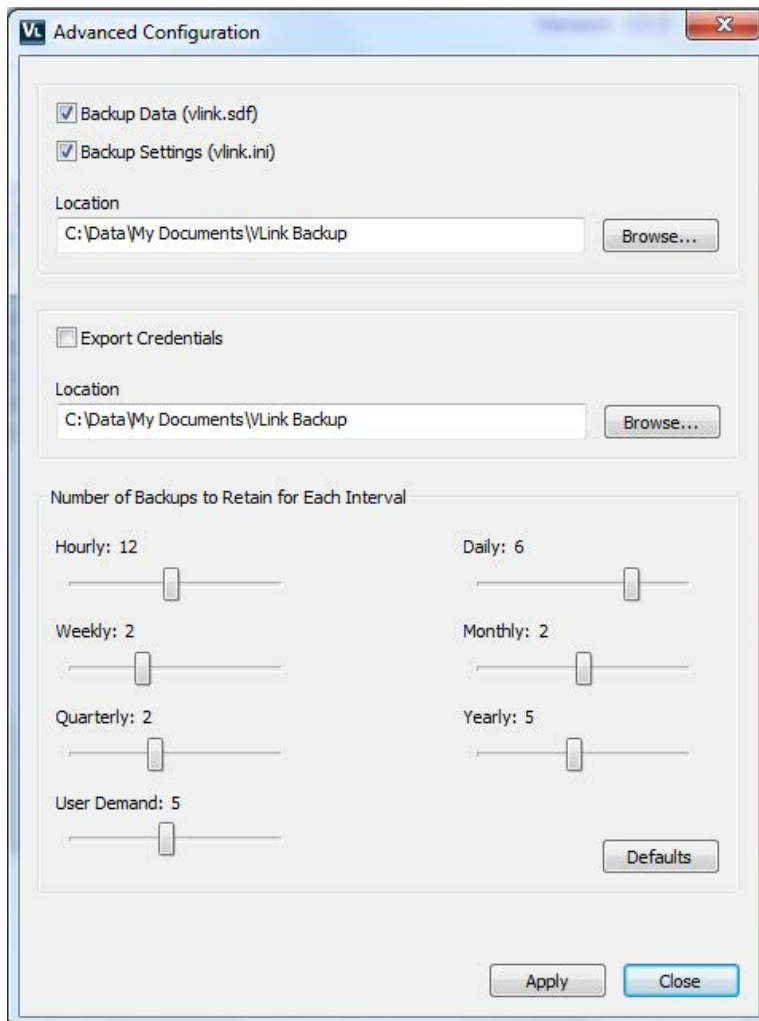 VL Advanced Configuration
Backup Data (vlink.sdf)
Backup Settings (vlink.ini)
Location
C:\Data\My Documents\VLink Backup
Browse...
Export Credentials
Location
C:\Data\My Documents\VLink Backup
Browse...
Number of Backups to Retain for Each Interval
Hourly: 12
Daily: 6
Weekly: 2
Monthly: 2
Quarterly: 2
Yearly: 5
User Demand: 5
Defaults
Apply
Close